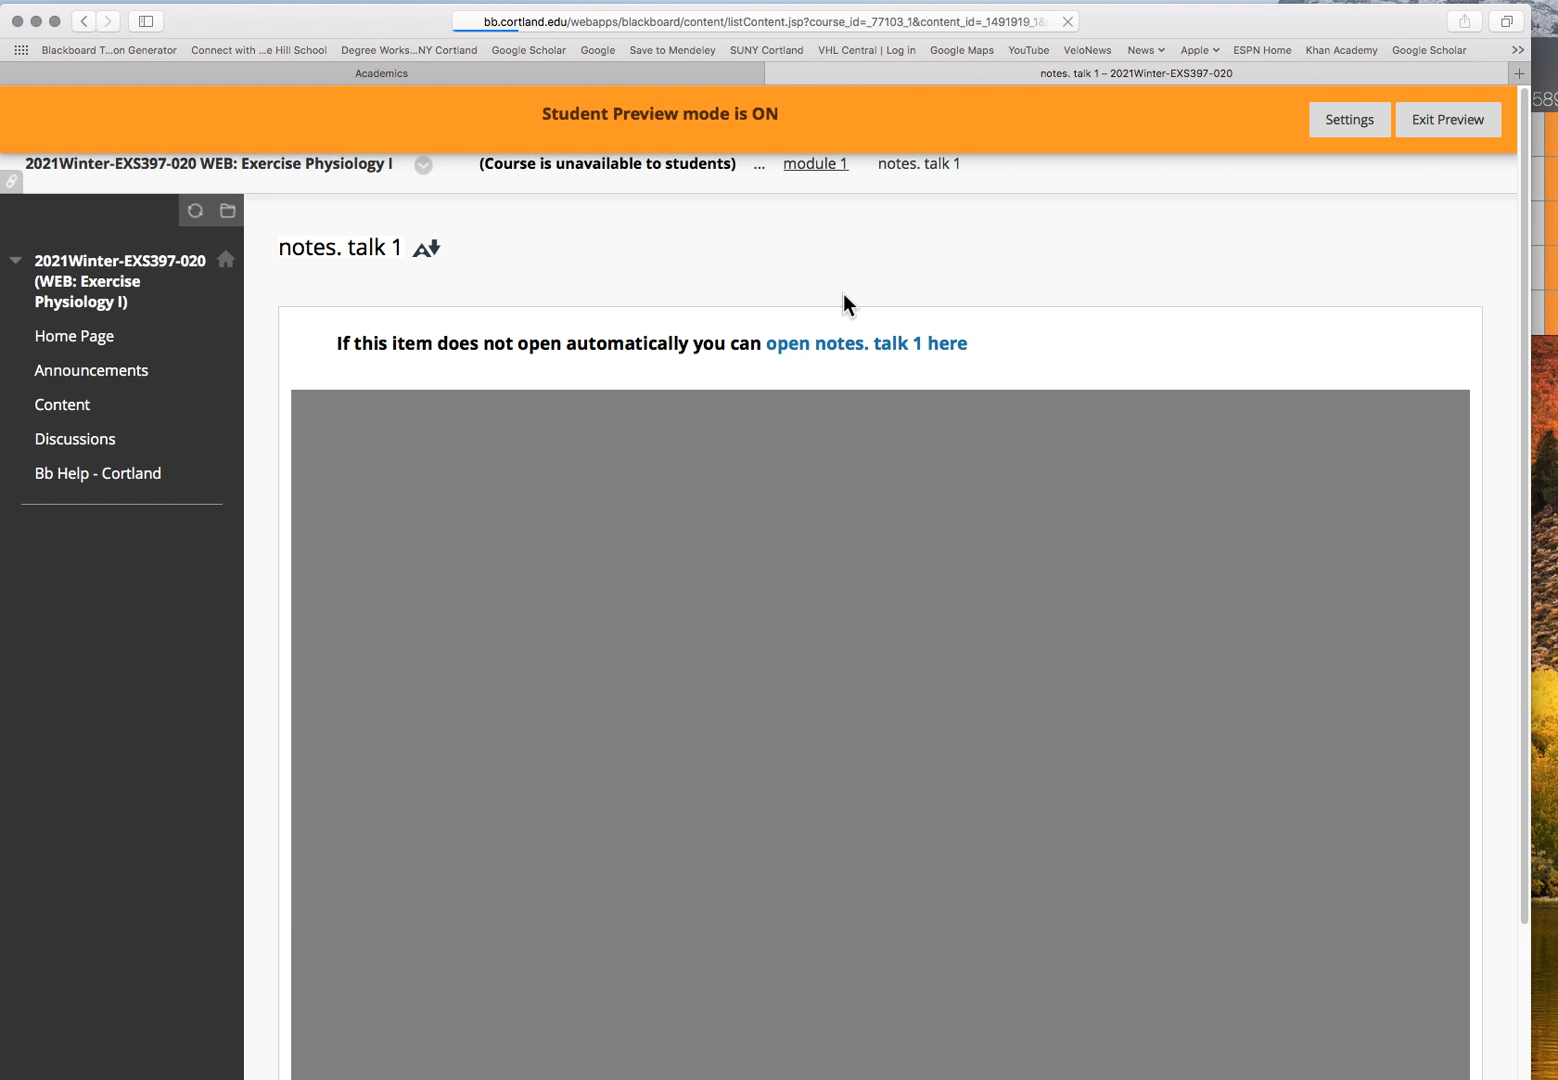 bb.cortland.edu/webapps/blackboard/content/listContent.jsp?course_id=_77103_1&content_id=_1491919_1&
Blackboard T...on Generator Connect with ...e Hill School Degree Works...NY Cortland Google Scholar Google Save to Mendeley SUNY Cortland VHL Central | Log in Google Maps YouTube VeloNews News Apple ESPN Home Khan Academy Google Scholar >>
Academics notes. talk 1 – 2021Winter-EXS397-020 +
589
Student Preview mode is ON Settings Exit Preview
2021Winter-EXS397-020 WEB: Exercise Physiology I (Course is unavailable to students) ... module 1 notes. talk 1
notes. talk 1
2021Winter-EXS397-020
(WEB: Exercise
Physiology I)
Home Page
Announcements
Content
Discussions
Bb Help - Cortland
If this item does not open automatically you can open notes. talk 1 here